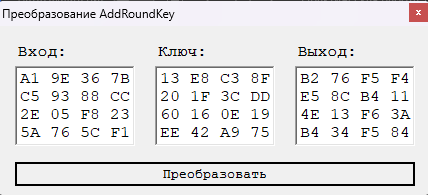 Преобразование AddRoundKey
Вход: Ключ: Выход:
A1 9E 36 7B 13 E8 C3 8F B2 76 F5 F4
C5 93 88 CC 20 1F 3C DD E5 8C B4 11
2E 05 F8 23 60 16 0E 19 4E 13 F6 3A
5A 76 5C F1 EE 42 A9 75 B4 34 F5 84
Преобразовать